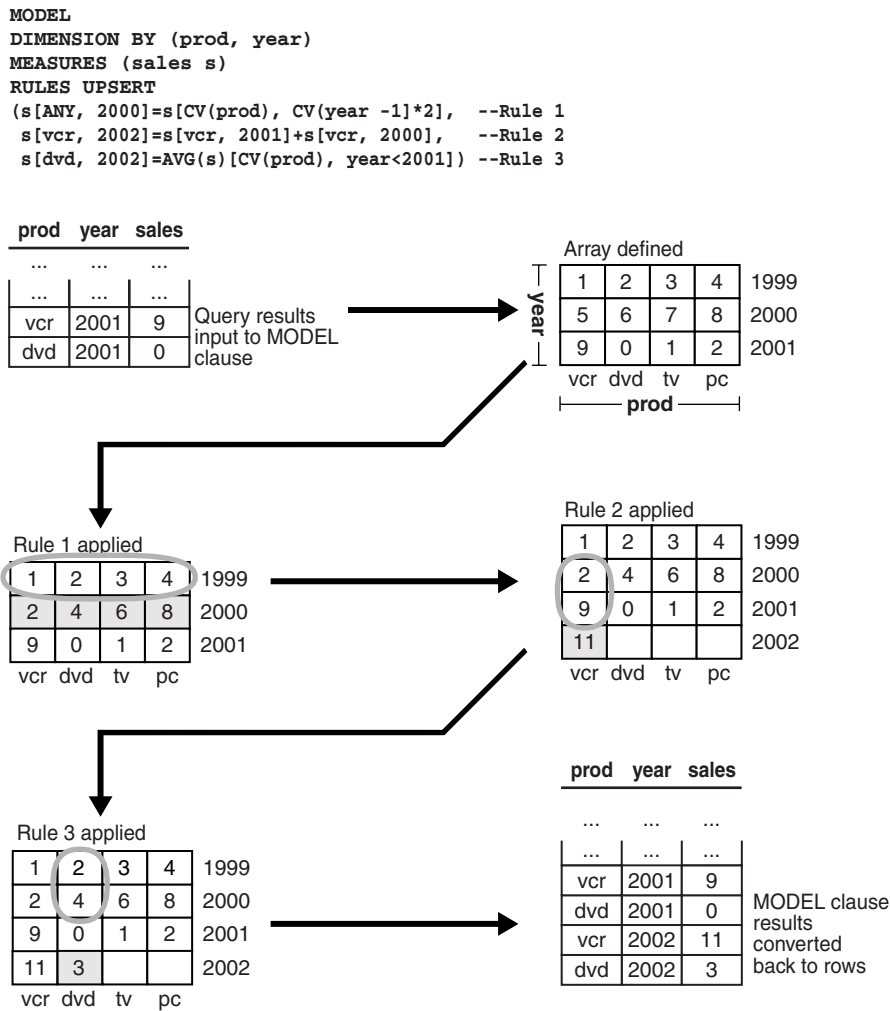 MODEL
DIMENSION BY (prod, year)
MEASURES (sales s)
RULES UPSERT
(s[ANY, 2000]=s[CV(prod), CV(year -1]*2], --Rule 1
s[vcr, 2002]=s[vcr, 2001]+s[vcr, 2000], --Rule 2
s[dvd, 2002]=AVG(s)[CV(prod), year<2001]) --Rule 3
prod year sales
... ... ...
... ... ...
vcr 2001 9
dvd 2001 0
Query results
input to MODEL
clause
Array defined
year
1 2 3 4 1999
5 6 7 8 2000
9 0 1 2 2001
vcr dvd tv pc
prod
Rule 1 applied
1 2 3 4 1999
2 4 6 8 2000
9 0 1 2 2001
vcr dvd tv pc
Rule 2 applied
1 2 3 4 1999
2 4 6 8 2000
9 0 1 2 2001
11 2002
vcr dvd tv pc
Rule 3 applied
1 2 3 4 1999
2 4 6 8 2000
9 0 1 2 2001
11 3 2002
vcr dvd tv pc
prod year sales
... ... ...
... ... ...
vcr 2001 9
dvd 2001 0
vcr 2002 11
dvd 2002 3
MODEL clause
results
converted
back to rows